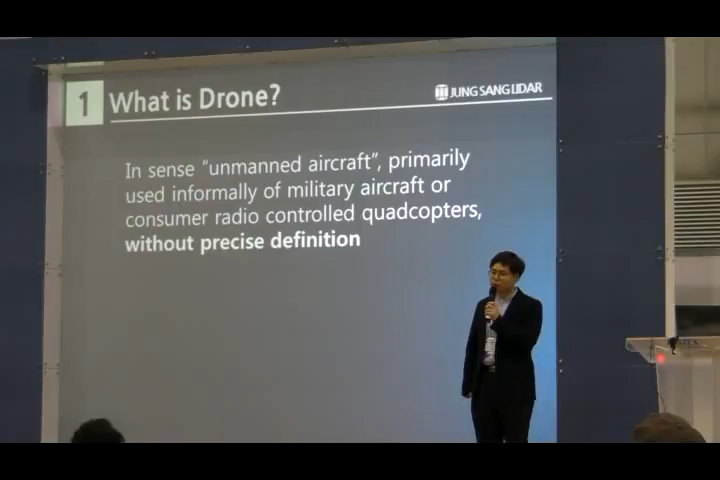 1 What is Drone?
JUNG SANG LIDAR
In sense "unmanned aircraft", primarily
used informally of military aircraft or
consumer radio controlled quadcopters,
without precise definition